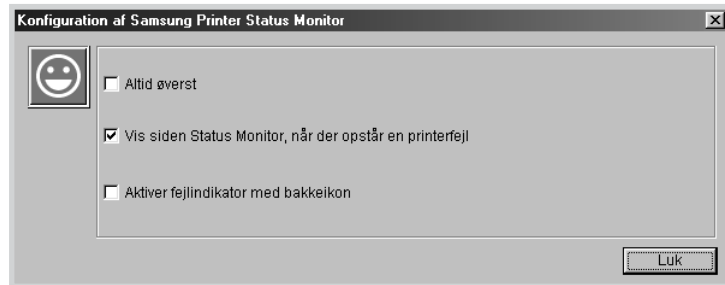 Konfiguration af Samsung Printer Status Monitor
Altid øverst
Vis siden Status Monitor, når der opstår en printerfejl
Aktiver fejlindikator med bakkeikon
Luk